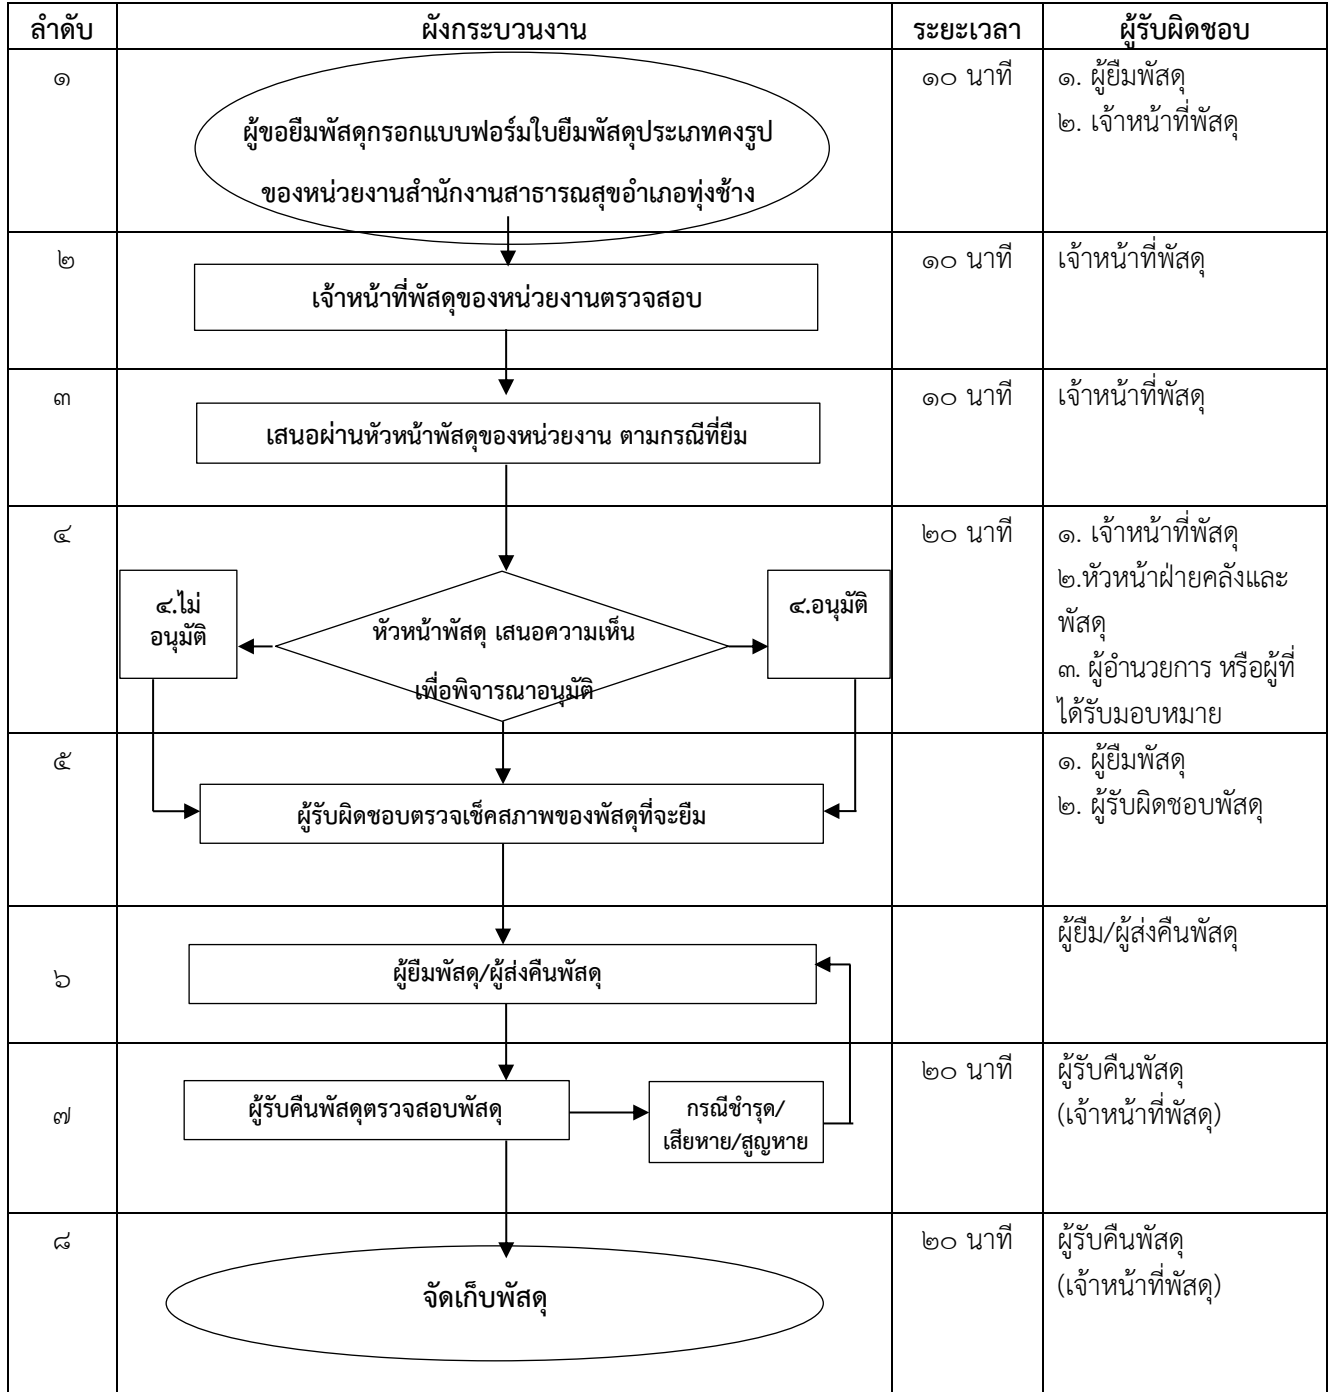 ลำดับ ผังกระบวนงาน ระยะเวลา ผู้รับผิดชอบ
๑ ๑๐ นาที ๑. ผู้ยืมพัสดุ
๒. เจ้าหน้าที่พัสดุ
ผู้ขอยืมพัสดุกรอกแบบฟอร์มใบยืมพัสดุประเภทคงรูป
ของหน่วยงานสำนักงานสาธารณสุขอำเภอทุ่งช้าง
๒ ๑๐ นาที เจ้าหน้าที่พัสดุ
เจ้าหน้าที่พัสดุของหน่วยงานตรวจสอบ
๓ ๑๐ นาที เจ้าหน้าที่พัสดุ
เสนอผ่านหัวหน้าพัสดุของหน่วยงาน ตามกรณีที่ยืม
๔ ๒๐ นาที ๑. เจ้าหน้าที่พัสดุ
๒.หัวหน้าฝ่ายคลังและ
พัสดุ
๓. ผู้อำนวยการ หรือผู้ที่
ได้รับมอบหมาย
๔.ไม่
อนุมัติ
หัวหน้าพัสดุ เสนอความเห็น
เพื่อพิจารณาอนุมัติ
๔.อนุมัติ
๕ ๑. ผู้ยืมพัสดุ
๒. ผู้รับผิดชอบพัสดุ
ผู้รับผิดชอบตรวจเช็คสภาพของพัสดุที่จะยืม
ผู้ยืม/ผู้ส่งคืนพัสดุ
๖ ผู้ยืมพัสดุ/ผู้ส่งคืนพัสดุ
๗ ๒๐ นาที ผู้รับคืนพัสดุ
(เจ้าหน้าที่พัสดุ)
ผู้รับคืนพัสดุตรวจสอบพัสดุ
กรณีชำรุด/
เสียหาย/สูญหาย
๘ ๒๐ นาที ผู้รับคืนพัสดุ
(เจ้าหน้าที่พัสดุ)
จัดเก็บพัสดุ